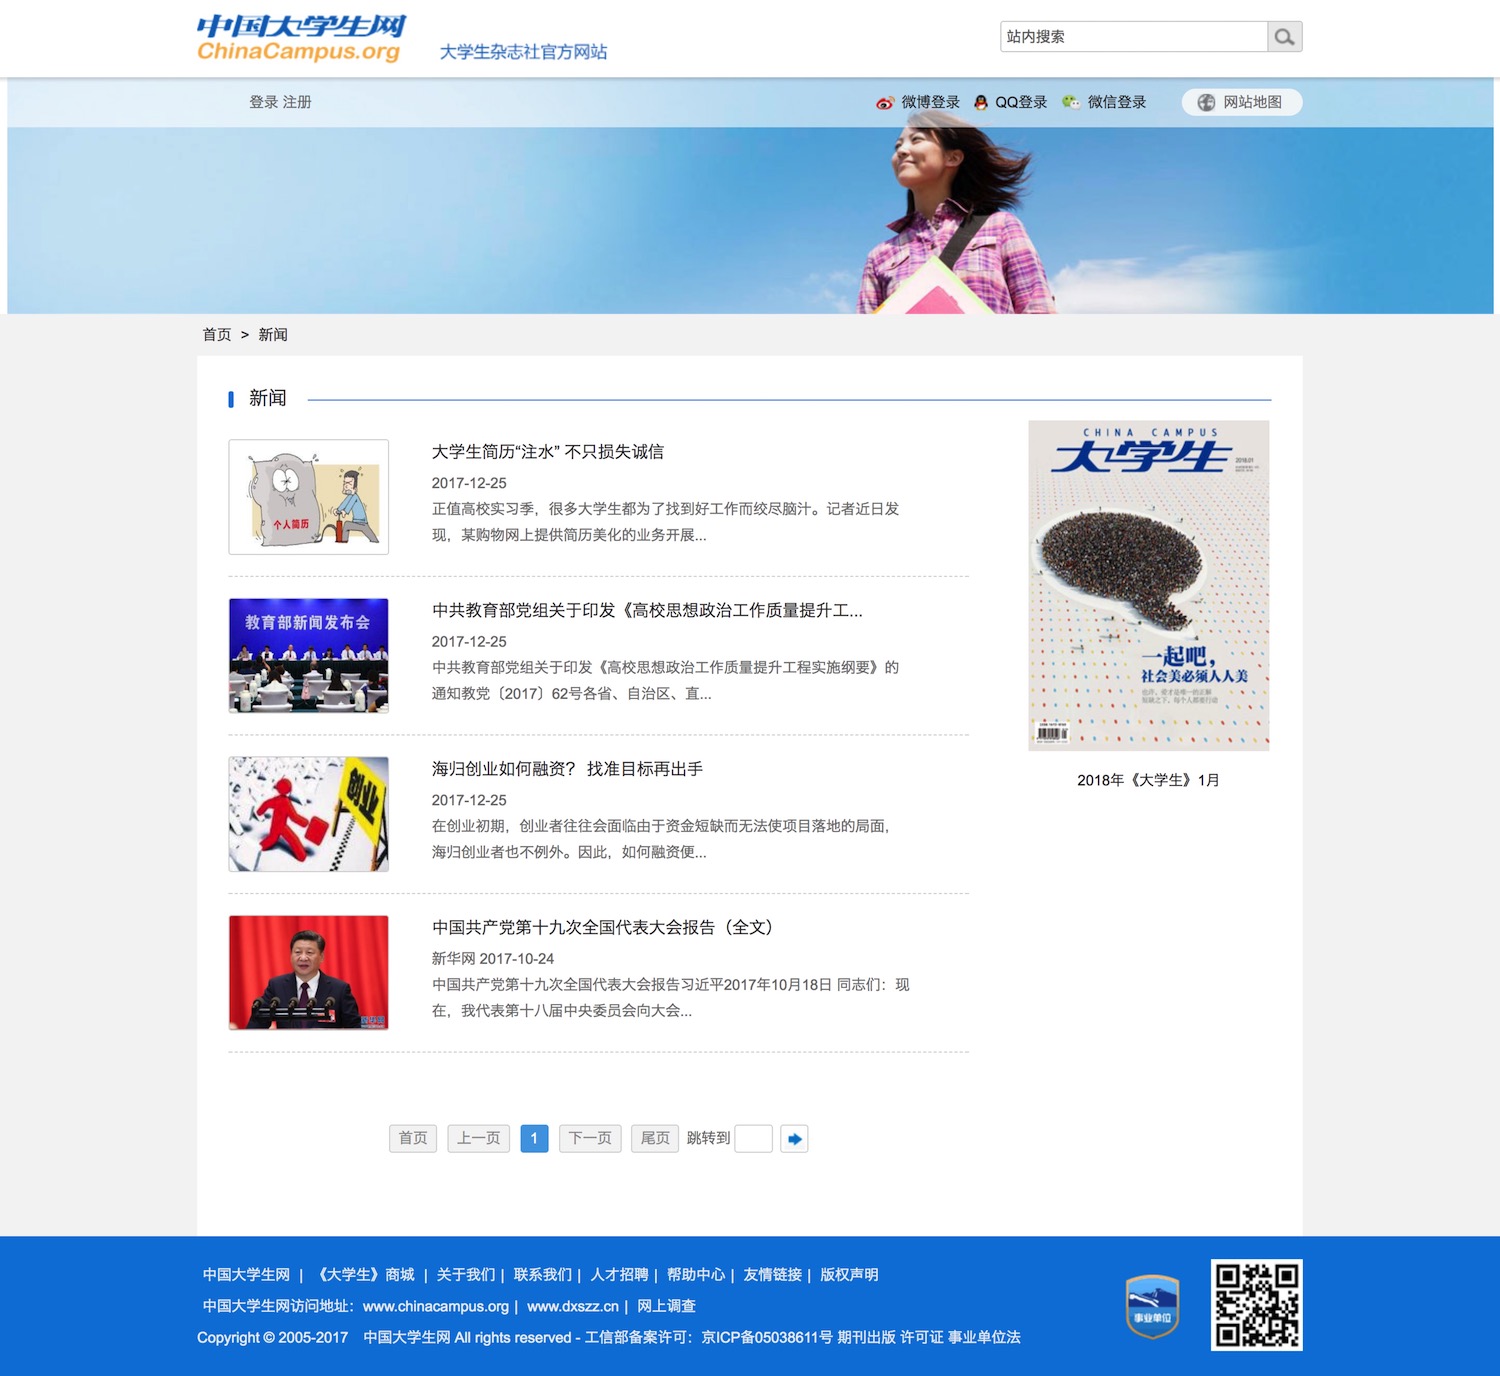 中国大学生网
ChinaCampus.org
大学生杂志社官方网站
站内搜索
登录 注册
微博登录 QQ登录 微信登录 网站地图
首页 > 新闻
新闻
个人简历
大学生简历“注水” 不只损失诚信
2017-12-25
正值高校实习季，很多大学生都为了找到好工作而绞尽脑汁。记者近日发
现，某购物网上提供简历美化的业务开展...
教育部新闻发布会
中共教育部党组关于印发《高校思想政治工作质量提升工...
2017-12-25
中共教育部党组关于印发《高校思想政治工作质量提升工程实施纲要》的
通知教党〔2017〕62号各省、自治区、直...
创业
海归创业如何融资？ 找准目标再出手
2017-12-25
在创业初期，创业者往往会面临由于资金短缺而无法使项目落地的局面，
海归创业者也不例外。因此，如何融资便...
中国共产党第十九次全国代表大会报告（全文）
新华网 2017-10-24
中国共产党第十九次全国代表大会报告习近平2017年10月18日 同志们：现
在，我代表第十八届中央委员会向大会...
CHINA CAMPUS
大学生
2018.01
一起吧，
社会美必须人人美
2018年《大学生》1月
首页 上一页 1 下一页 尾页 跳转到
中国大学生网 | 《大学生》商城 | 关于我们 | 联系我们 | 人才招聘 | 帮助中心 | 友情链接 | 版权声明
中国大学生网访问地址：www.chinacampus.org | www.dxszz.cn | 网上调查
Copyright © 2005-2017 中国大学生网 All rights reserved - 工信部备案许可：京ICP备05038611号 期刊出版 许可证 事业单位法
事业单位